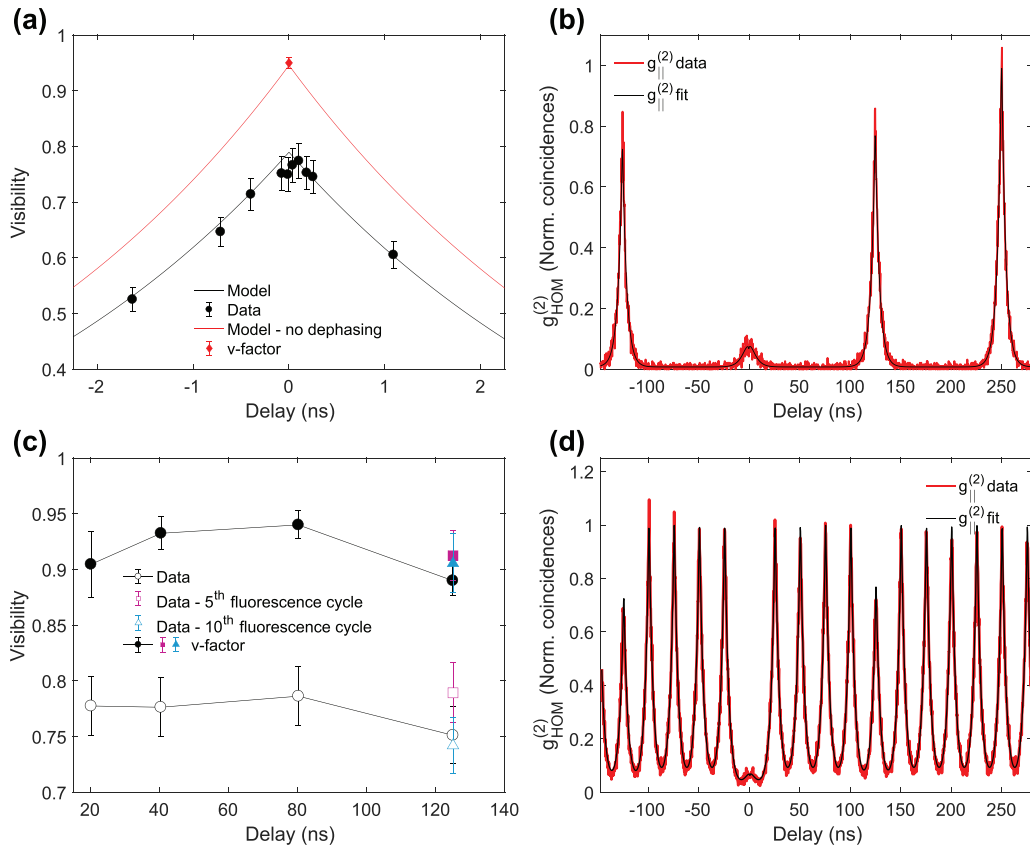 (a)
1
0.9
0.8
0.7
0.6
0.5
0.4
Visibility
Model
Data
Model - no dephasing
v-factor
-2 -1 0 1 2
Delay (ns)
(b)
1
0.8
0.6
0.4
0.2
0
g(2)HOM (Norm. coincidences)
g(2)|| data
g(2)|| fit
-100 -50 0 50 100 150 200 250
Delay (ns)
(c)
1
0.95
0.9
0.85
0.8
0.75
0.7
Visibility
Data
Data - 5th fluorescence cycle
Data - 10th fluorescence cycle
v-factor
20 40 60 80 100 120 140
Delay (ns)
(d)
1.2
1
0.8
0.6
0.4
0.2
0
g(2)HOM (Norm. coincidences)
g(2)|| data
g(2)|| fit
-100 -50 0 50 100 150 200 250
Delay (ns)